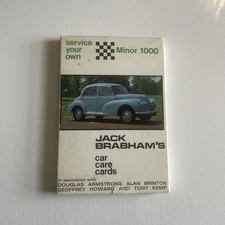 service
your
own
Minor 1000
JACK
BRABHAM'S
car
care
cards
in association with
DOUGLAS ARMSTRONG ALAN BRINTON
GEOFFREY HOWARD AND TONY KEMP